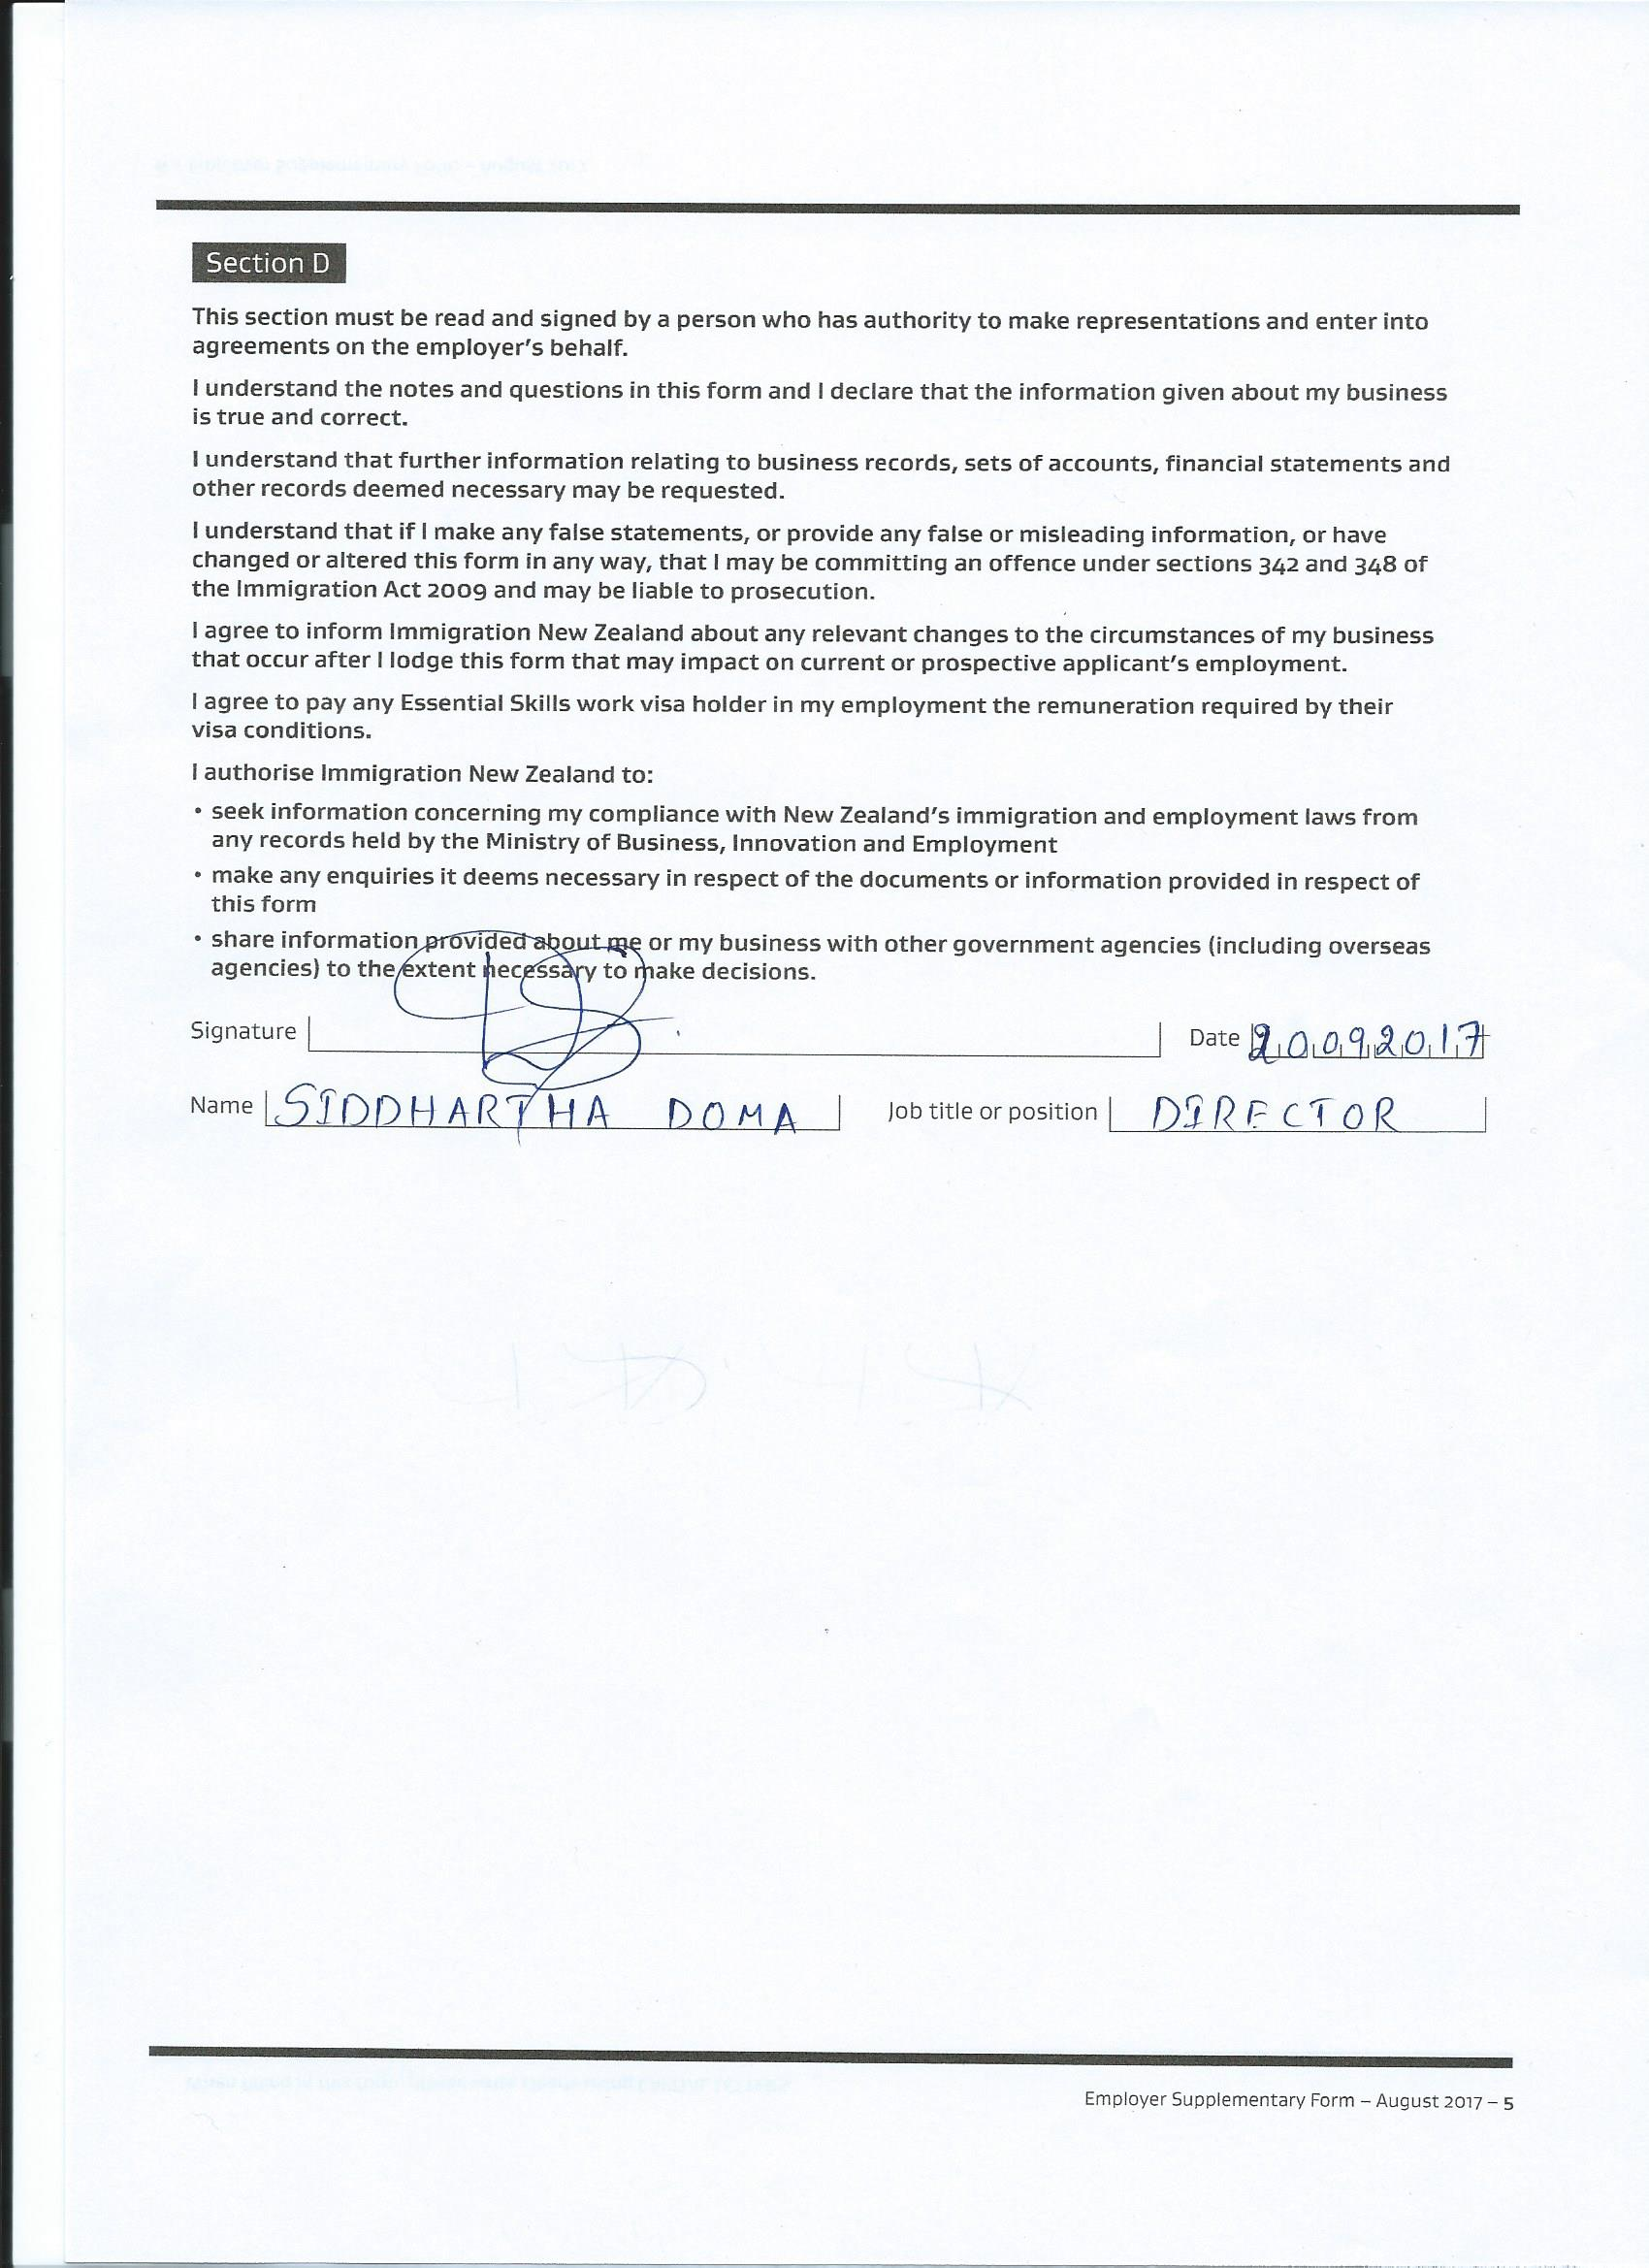 Section D
This section must be read and signed by a person who has authority to make representations and enter into
agreements on the employer's behalf.
I understand the notes and questions in this form and I declare that the information given about my business
is true and correct.
I understand that further information relating to business records, sets of accounts, financial statements and
other records deemed necessary may be requested.
I understand that if I make any false statements, or provide any false or misleading information, or have
changed or altered this form in any way, that I may be committing an offence under sections 342 and 348 of
the Immigration Act 2009 and may be liable to prosecution.
I agree to inform Immigration New Zealand about any relevant changes to the circumstances of my business
that occur after I lodge this form that may impact on current or prospective applicant's employment.
I agree to pay any Essential Skills work visa holder in my employment the remuneration required by their
visa conditions.
I authorise Immigration New Zealand to:
• seek information concerning my compliance with New Zealand's immigration and employment laws from
any records held by the Ministry of Business, Innovation and Employment
• make any enquiries it deems necessary in respect of the documents or information provided in respect of
this form
• share information provided about me or my business with other government agencies (including overseas
agencies) to the extent necessary to make decisions.
Signature Date 20092017
Name SIDDHARTHA DOMA Job title or position DIRECTOR
Employer Supplementary Form – August 2017 – 5